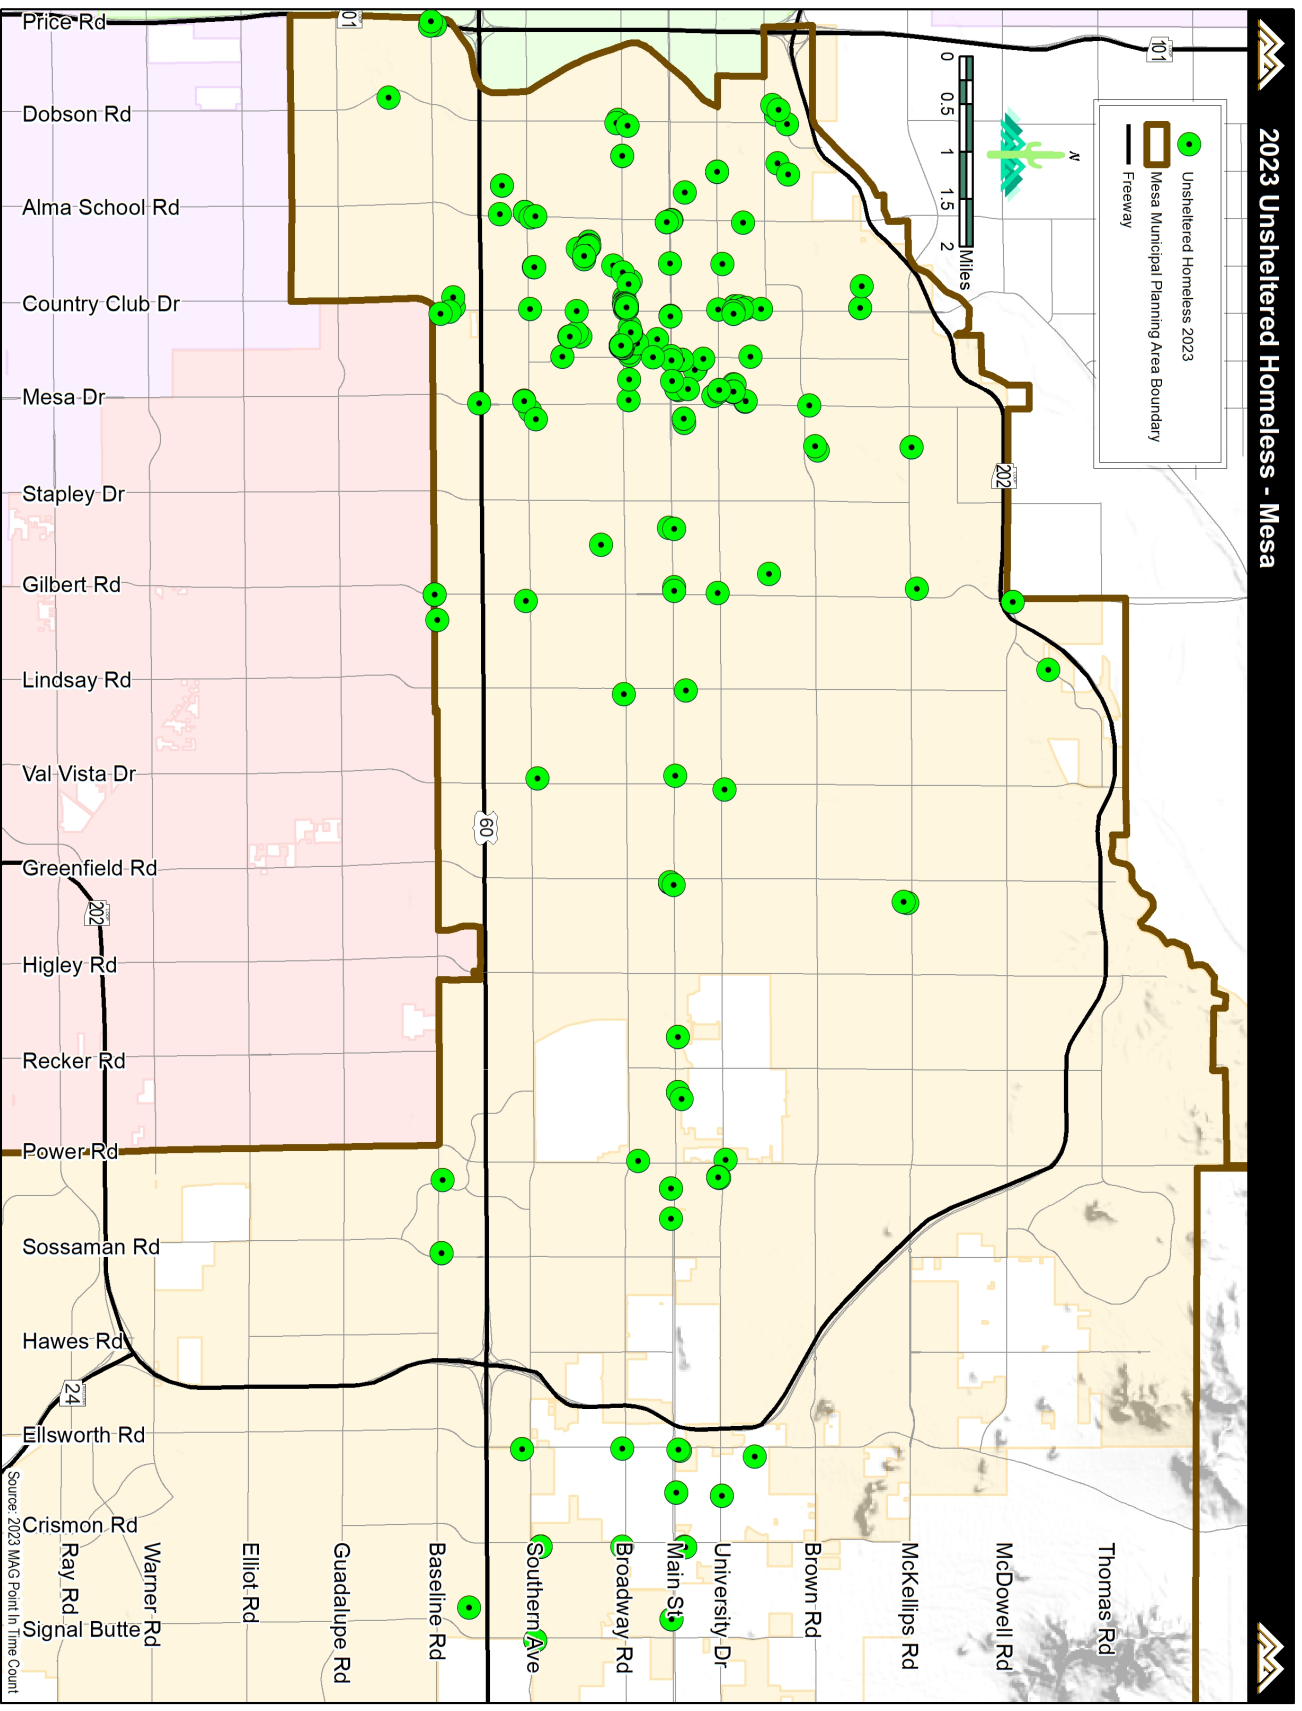 2023 Unsheltered Homeless - Mesa
Unsheltered Homeless 2023
Mesa Municipal Planning Area Boundary
Freeway
N
0 0.5 1 1.5 2
Miles
101
101
LOOP
202
60
LOOP
202
24
Price Rd
Dobson Rd
Alma School Rd
Country Club Dr
Mesa Dr
Stapley Dr
Gilbert Rd
Lindsay Rd
Val Vista Dr
Greenfield Rd
Higley Rd
Recker Rd
Power Rd
Sossaman Rd
Hawes Rd
Ellsworth Rd
Crismon Rd
Signal Butte
Thomas Rd
McDowell Rd
McKellips Rd
Brown Rd
University Dr
Main St
Broadway Rd
Southern Ave
Baseline Rd
Guadalupe Rd
Elliot Rd
Warner Rd
Ray Rd
Source: 2023 MAG Point In Time Count